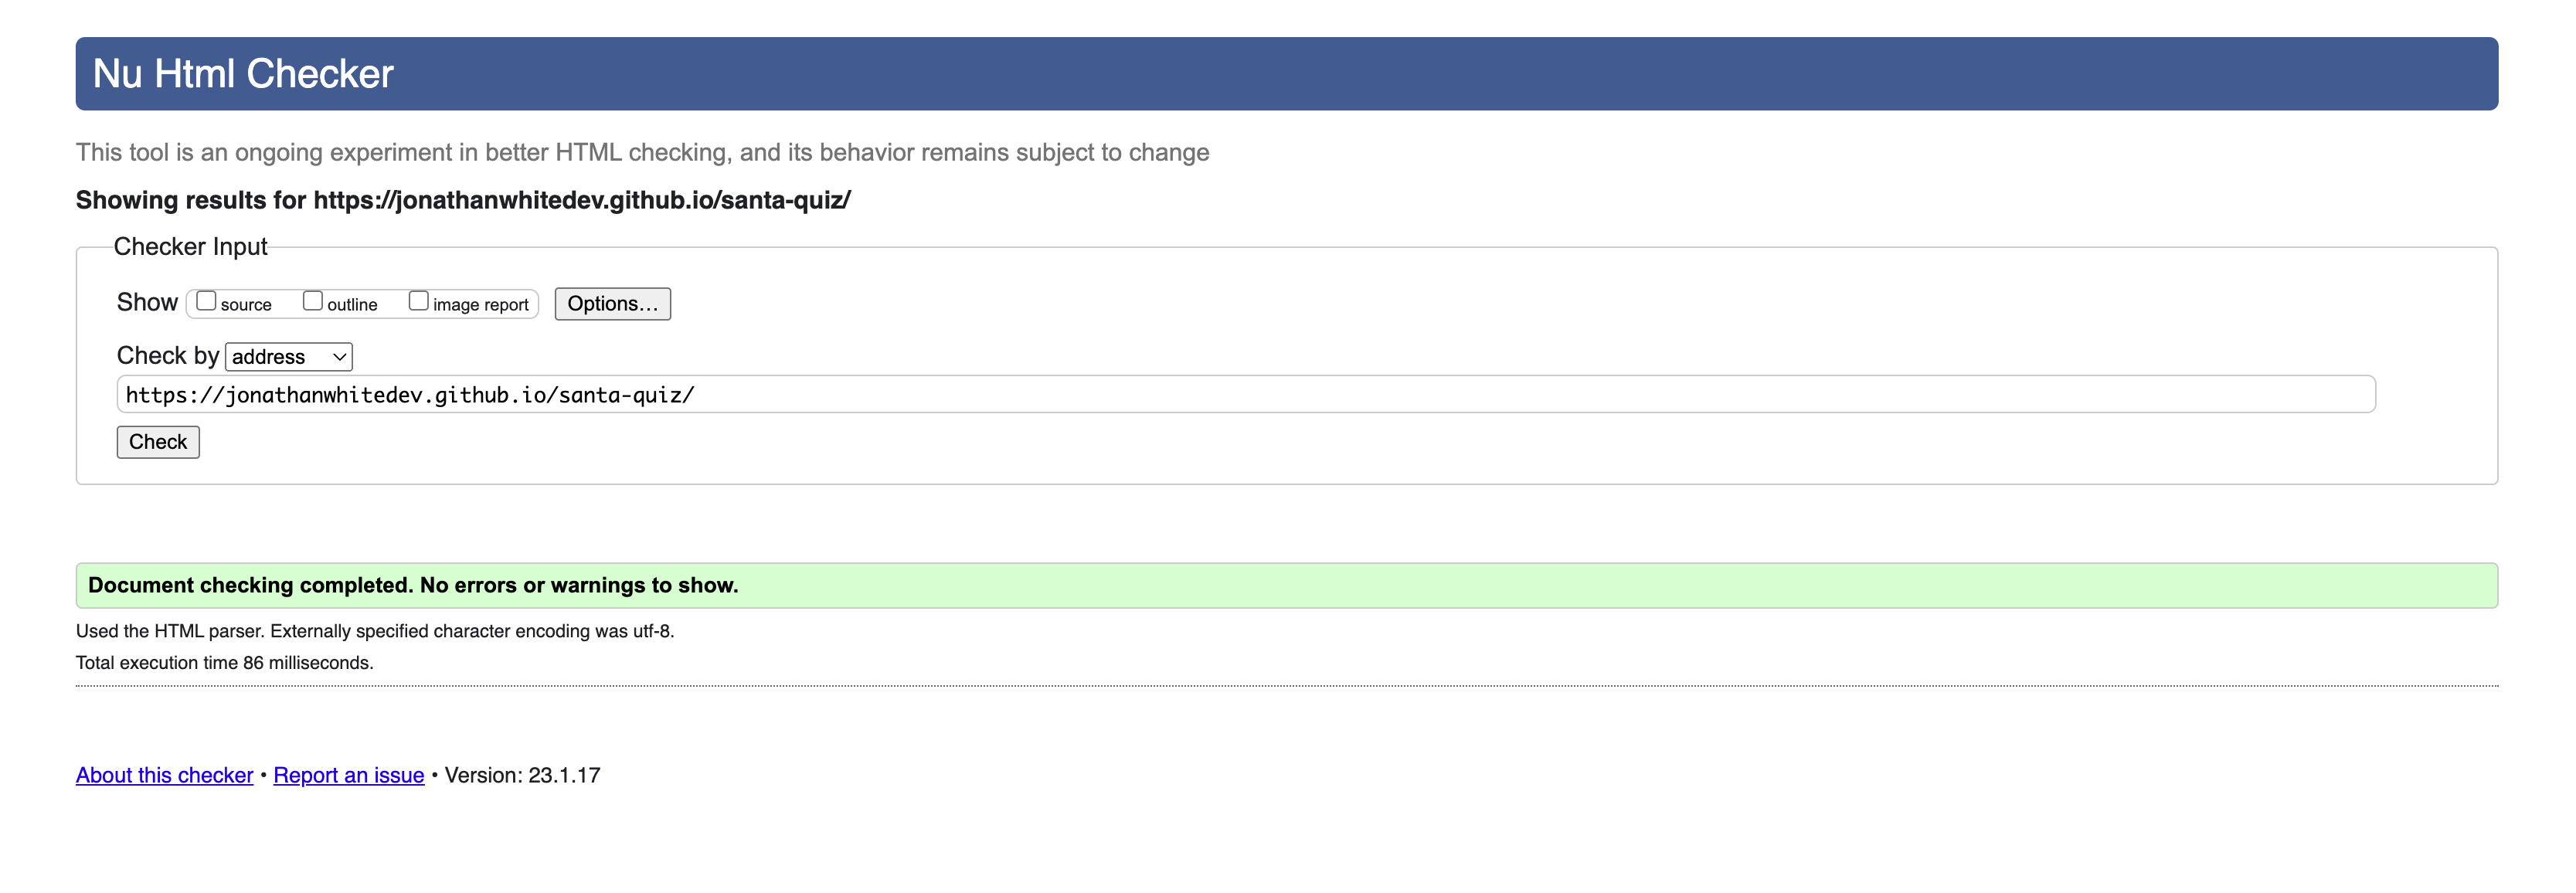 Nu Html Checker
This tool is an ongoing experiment in better HTML checking, and its behavior remains subject to change
Showing results for https://jonathanwhitedev.github.io/santa-quiz/
Checker Input
Show source outline image report Options...
Check by address
https://jonathanwhitedev.github.io/santa-quiz/
Check
Document checking completed. No errors or warnings to show.
Used the HTML parser. Externally specified character encoding was utf-8.
Total execution time 86 milliseconds.
About this checker • Report an issue • Version: 23.1.17